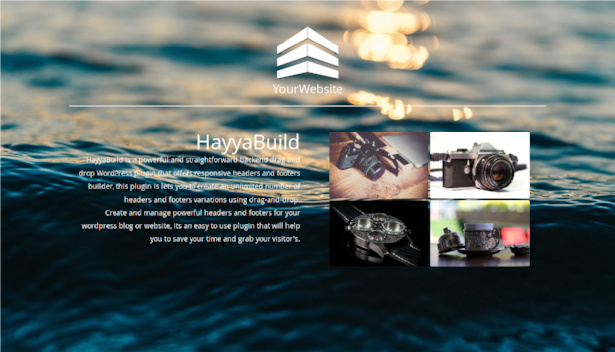 YourWebsite
HayyaBuild
HayyaBuild is a powerful and straightforward backend drag and
drop WordPress plugin that offers responsive headers and footers
builder, this plugin is lets you to create an unlimited number of
headers and footers variations using drag-and-drop.
Create and manage powerful headers and footers for your
wordpress blog or website, its an easy to use plugin that will help
you to save your time and grab your visitor's.